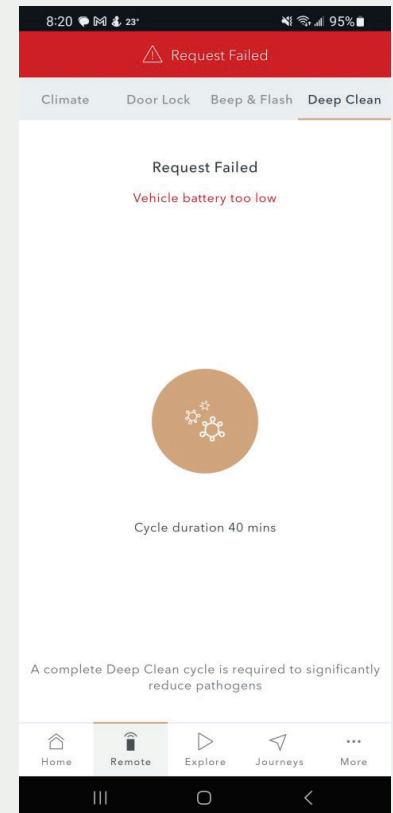 8:20 23° 95%
Request Failed
Climate Door Lock Beep & Flash Deep Clean
Request Failed
Vehicle battery too low
Cycle duration 40 mins
A complete Deep Clean cycle is required to significantly
reduce pathogens
Home Remote Explore Journeys More